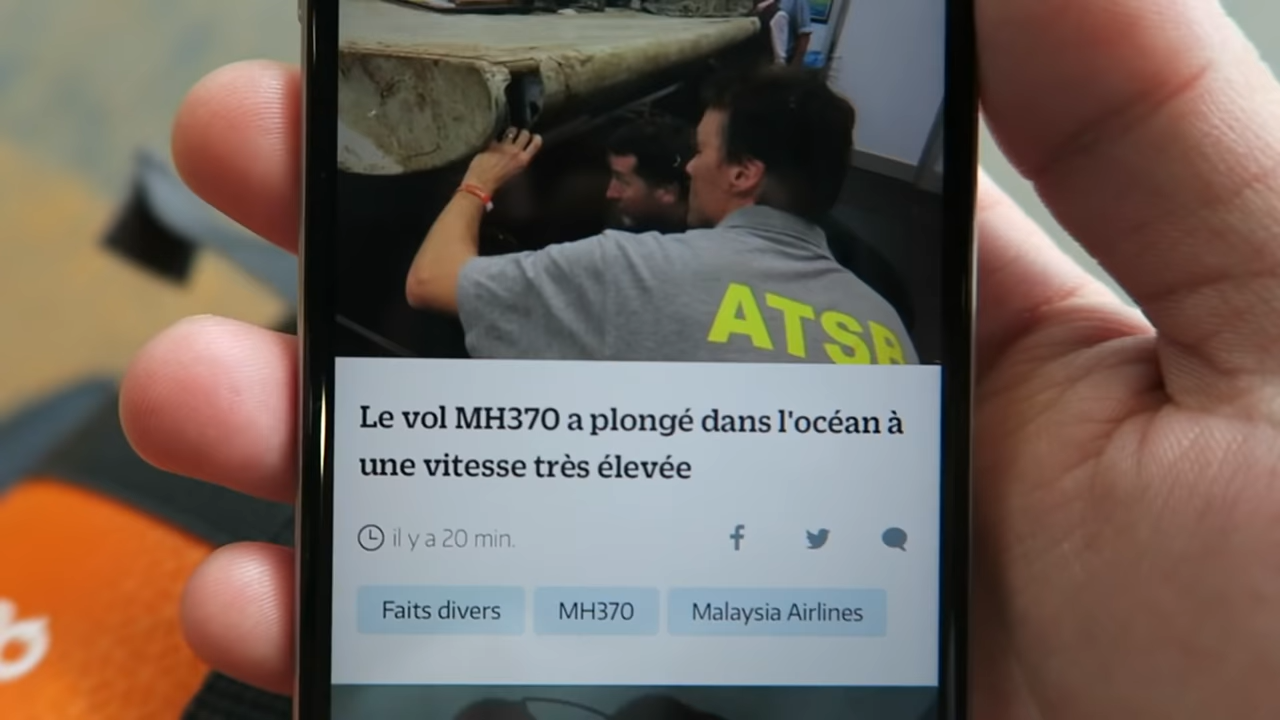 ATSB
Le vol MH370 a plongé dans l'océan à
une vitesse très élevée
il y a 20 min.
Faits divers
MH370
Malaysia Airlines